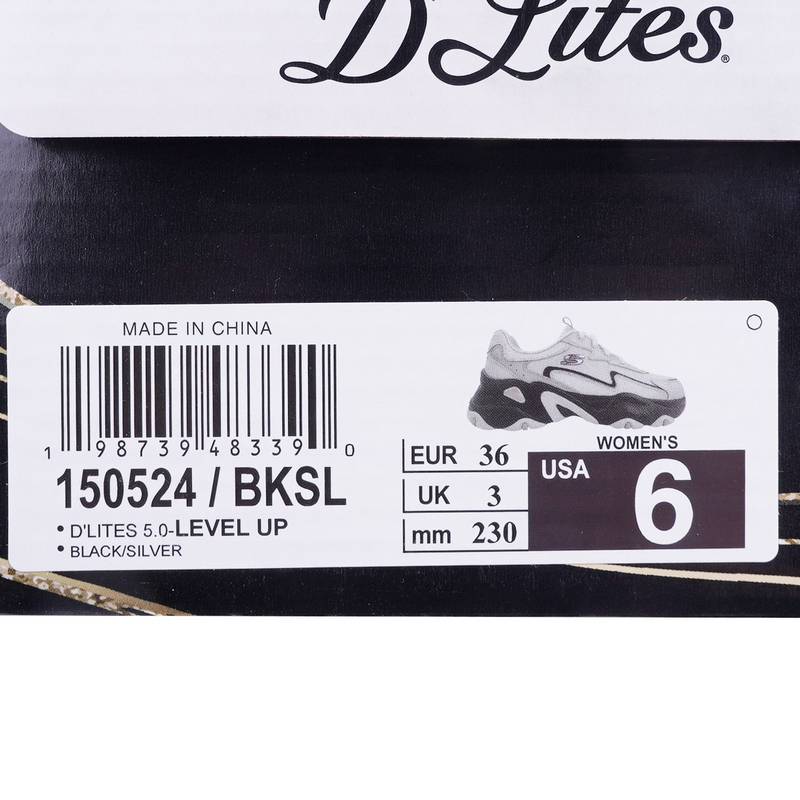 D'Lites®
MADE IN CHINA
1 98739 48339 0
150524 / BKSL
• D'LITES 5.0-LEVEL UP
• BLACK/SILVER
WOMEN'S
EUR 36
UK 3
mm 230
USA 6